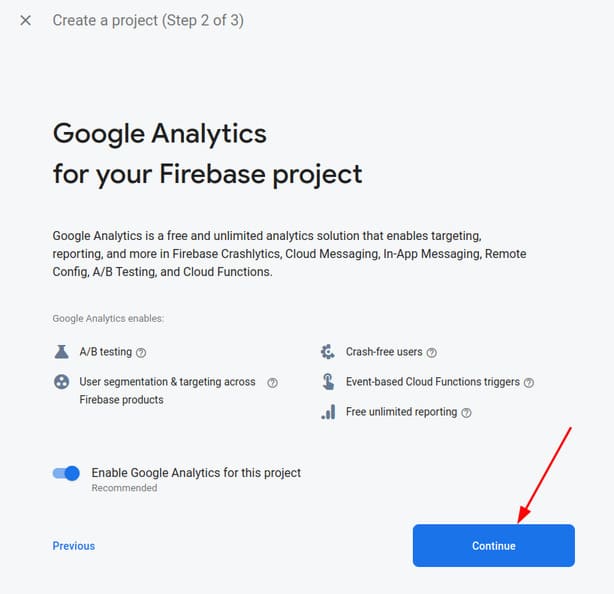 Create a project (Step 2 of 3)
Google Analytics
for your Firebase project
Google Analytics is a free and unlimited analytics solution that enables targeting,
reporting, and more in Firebase Crashlytics, Cloud Messaging, In-App Messaging, Remote
Config, A/B Testing, and Cloud Functions.
Google Analytics enables:
A/B testing
User segmentation & targeting across
Firebase products
Crash-free users
Event-based Cloud Functions triggers
Free unlimited reporting
Enable Google Analytics for this project
Recommended
Previous
Continue